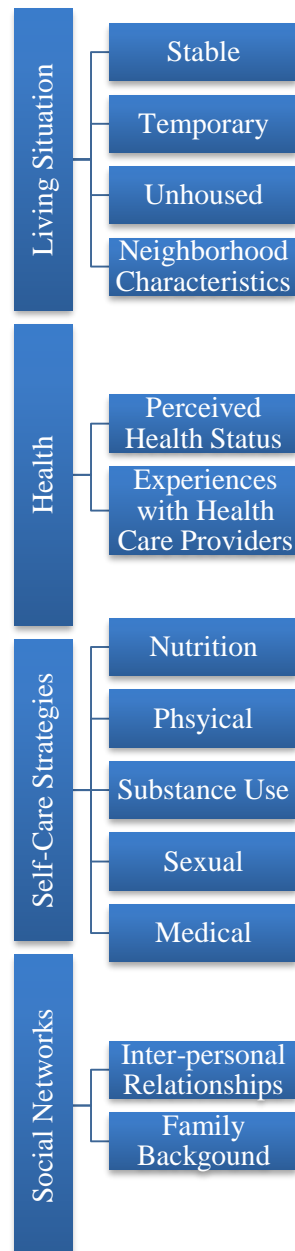 Living Situation
Stable
Temporary
Unhoused
Neighborhood
Characteristics
Health
Perceived
Health Status
Experiences
with Health
Care Providers
Self-Care Strategies
Nutrition
Phsyical
Substance Use
Sexual
Medical
Social Networks
Inter-personal
Relationships
Family
Backgound